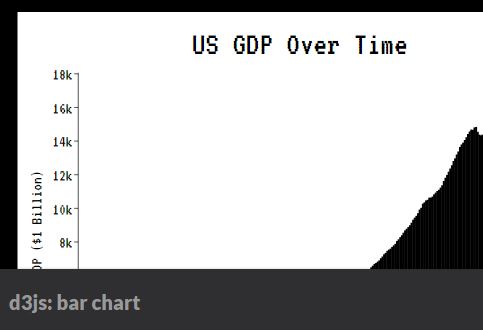 US GDP Over Time
18k
16k
14k
12k
10k
8k
DP ($1 Billion)
d3js: bar chart